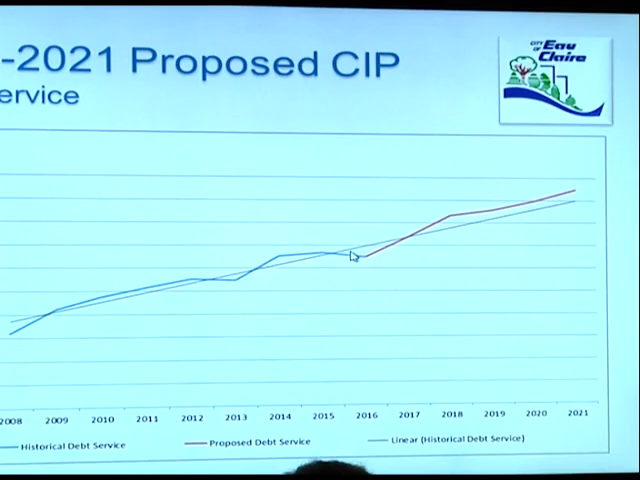 -2021 Proposed CIP
ervice
CITY OF Eau
Claire
2008 2009 2010 2011 2012 2013 2014 2015 2016 2017 2018 2019 2020 2021
Historical Debt Service Proposed Debt Service Linear (Historical Debt Service)